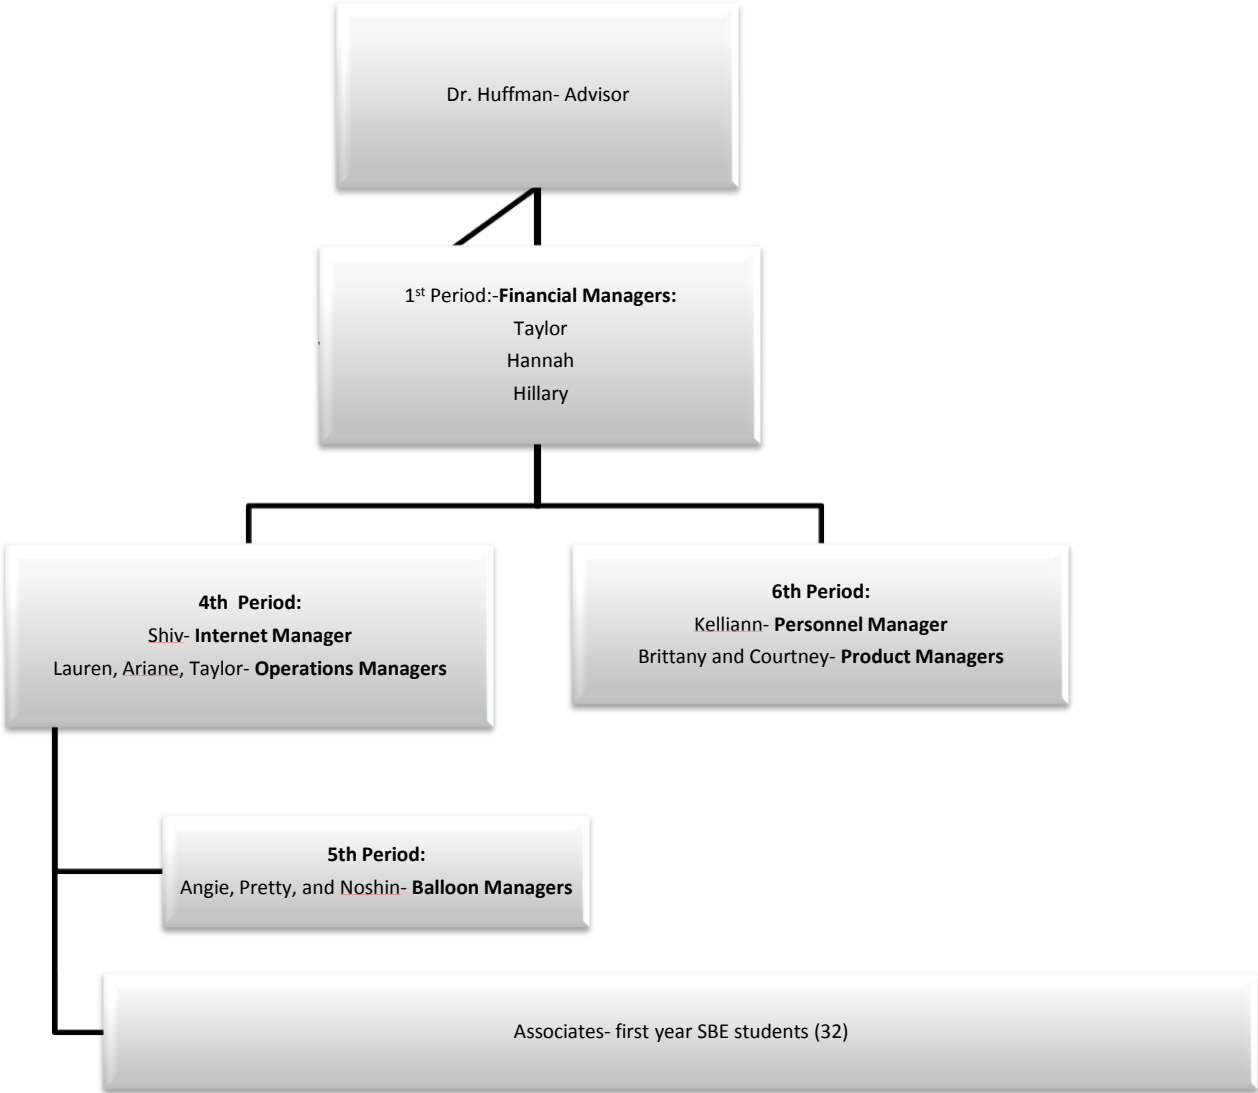 Dr. Huffman- Advisor
1st Period:-Financial Managers:
Taylor
Hannah
Hillary
4th  Period:
Shiv- Internet Manager
Lauren, Ariane, Taylor- Operations Managers
6th Period:
Kelliann- Personnel Manager
Brittany and Courtney- Product Managers
5th Period:
Angie, Pretty, and Noshin- Balloon Managers
Associates- first year SBE students (32)